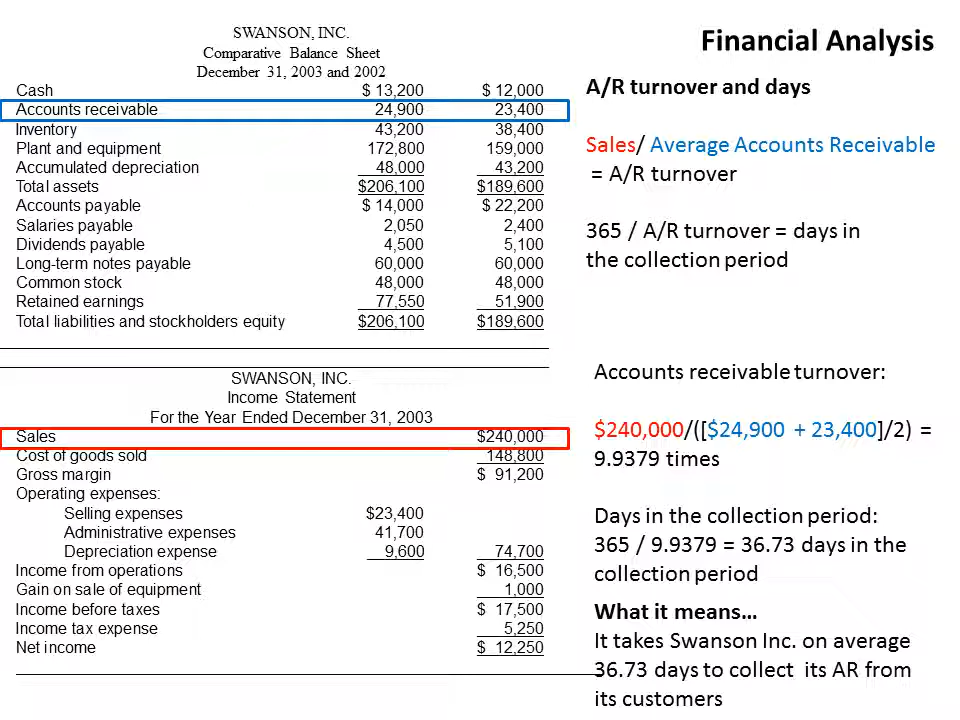 SWANSON, INC.
Comparative Balance Sheet
December 31, 2003 and 2002
Cash $ 13,200 $ 12,000
Accounts receivable 24,900 23,400
Inventory 43,200 38,400
Plant and equipment 172,800 159,000
Accumulated depreciation 48,000 43,200
Total assets $206,100 $189,600
Accounts payable $ 14,000 $ 22,200
Salaries payable 2,050 2,400
Dividends payable 4,500 5,100
Long-term notes payable 60,000 60,000
Common stock 48,000 48,000
Retained earnings 77,550 51,900
Total liabilities and stockholders equity $206,100 $189,600
SWANSON, INC.
Income Statement
For the Year Ended December 31, 2003
Sales $240,000
Cost of goods sold 148,800
Gross margin $ 91,200
Operating expenses:
Selling expenses $23,400
Administrative expenses 41,700
Depreciation expense 9,600 74,700
Income from operations $ 16,500
Gain on sale of equipment 1,000
Income before taxes $ 17,500
Income tax expense 5,250
Net income $ 12,250
Financial Analysis
A/R turnover and days
Sales/ Average Accounts Receivable
= A/R turnover
365 / A/R turnover = days in
the collection period
Accounts receivable turnover:
$240,000/([$24,900 + 23,400]/2) =
9.9379 times
Days in the collection period:
365 / 9.9379 = 36.73 days in the
collection period
What it means…
It takes Swanson Inc. on average
36.73 days to collect its AR from
its customers